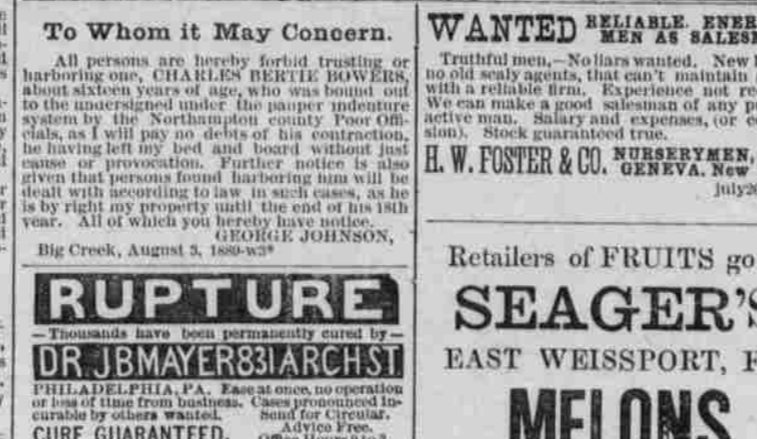 To Whom it May Concern.
All persons are hereby forbid trusting or
harboring one, CHARLES BERTIE BOWERS,
about sixteen years of age, who was bound out
to the undersigned under the pauper indenture
system by the Northampton county Poor Offi-
cials, as I will pay no debts of his contraction,
he having left my bed and board without just
cause or provocation. Further notice is also
given that persons found harboring him will be
dealt with according to law in such cases, as he
is by right my property until the end of his 18th
year. All of which you hereby have notice.
GEORGE JOHNSON,
Big Creek, August 3, 1889-w3*
RUPTURE
—Thousands have been permanently cured by—
DR. J B MAYER 831 ARCH ST
PHILADELPHIA, PA. Ease at once, no operation
or loss of time from business. Cases pronounced in-
curable by others wanted. Send for Circular.
CURE GUARANTEED. Advice Free.
WANTED RELIABLE. ENER
MEN AS SALES
Truthful men,—No liars wanted. New
no old scaly agents, that can't maintain
with a reliable firm. Experience not re
We can make a good salesman of any p
active man. Salary and expenses, (or c
sion). Stock guaranteed true.
H. W. FOSTER & CO. NURSERYMEN,
GENEVA. New
july20
Retailers of FRUITS go
SEAGER'S
EAST WEISSPORT,
MELONS